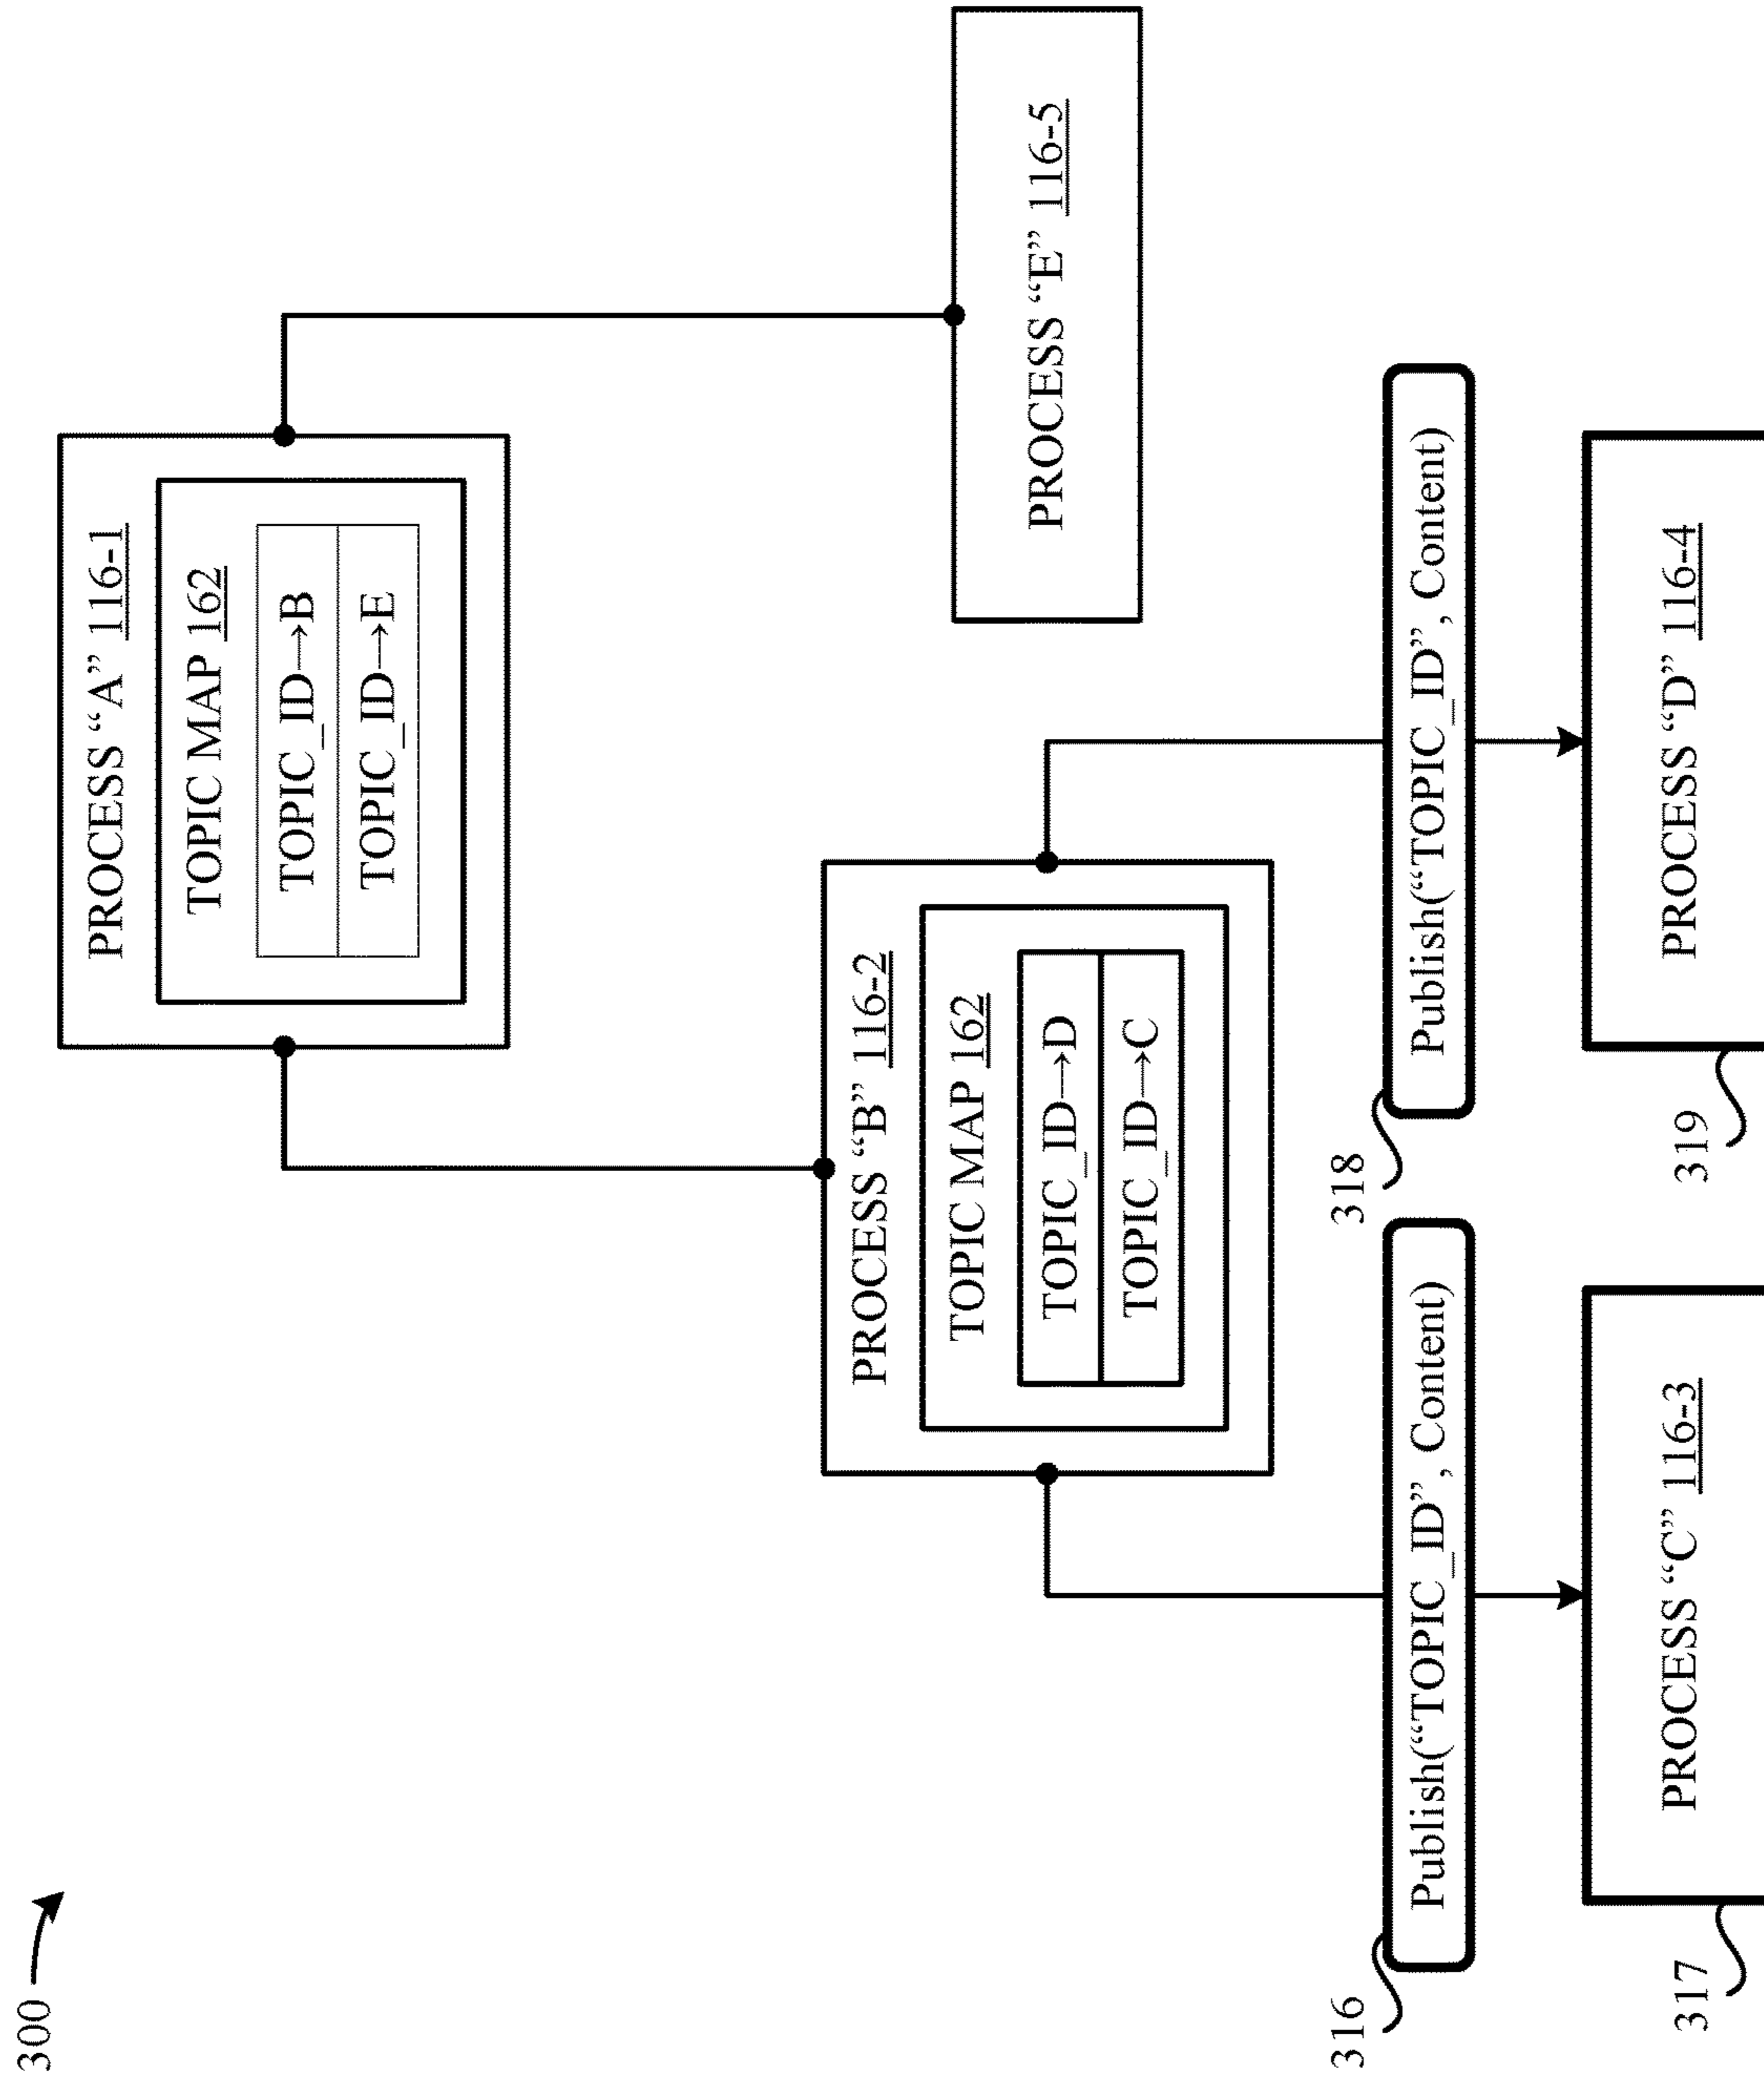 300
PROCESS “A” 116-1
TOPIC MAP 162
TOPIC_ID→B
TOPIC_ID→E
PROCESS “B” 116-2
TOPIC MAP 162
TOPIC_ID→D
TOPIC_ID→C
PROCESS “E” 116-5
316
Publish(“TOPIC_ID”, Content)
318
Publish(“TOPIC_ID”, Content)
317
PROCESS “C” 116-3
319
PROCESS “D” 116-4